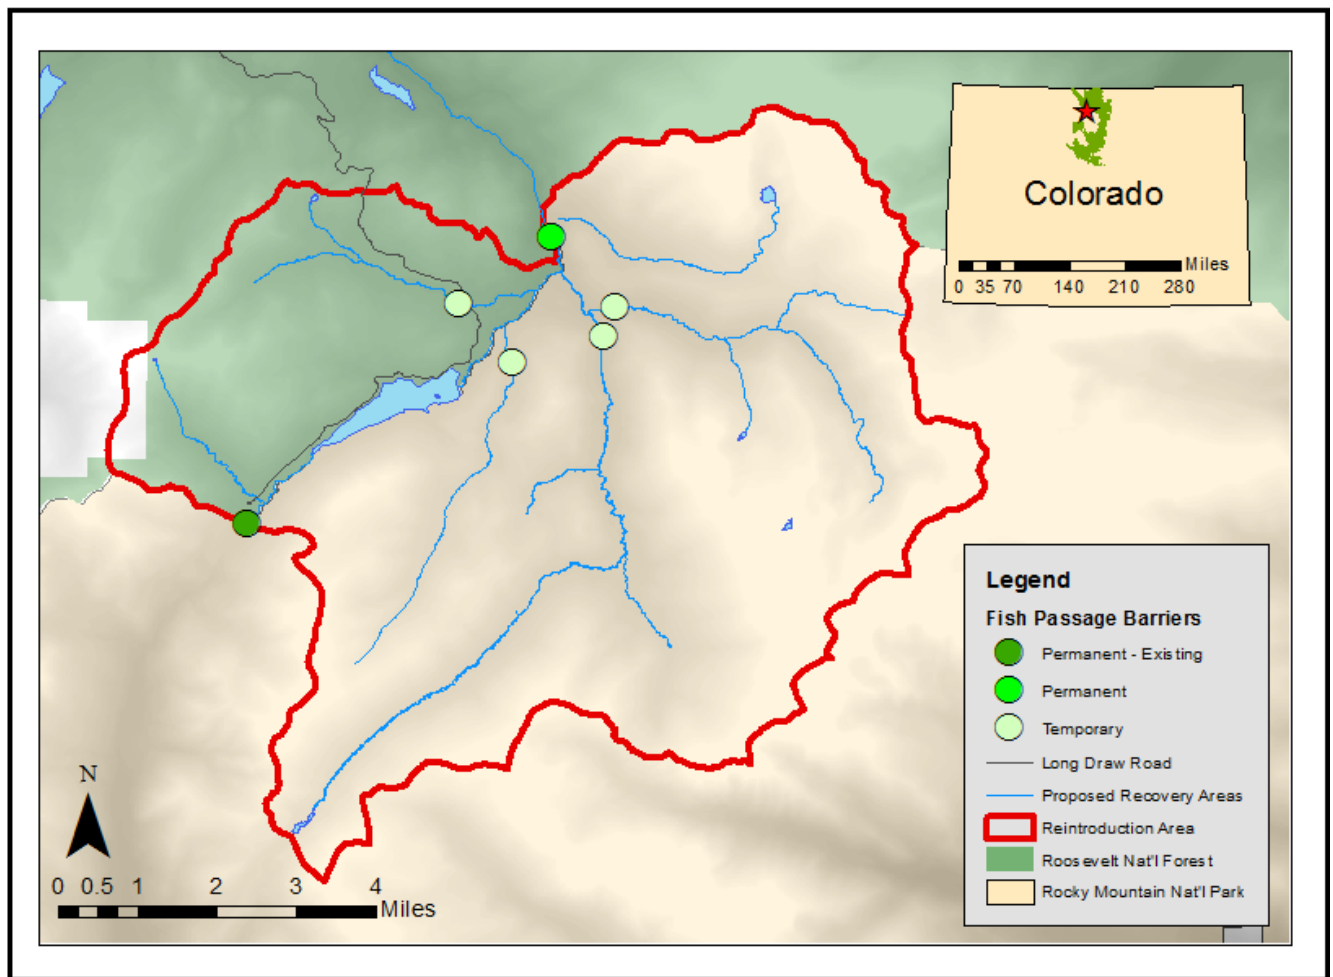 Colorado
Miles
0 35 70 140 210 280
Legend
Fish Passage Barriers
Permanent - Existing
Permanent
Temporary
Long Draw Road
Proposed Recovery Areas
Reintroduction Area
Roosevelt Nat'l Forest
Rocky Mountain Nat'l Park
N
0 0.5 1 2 3 4
Miles